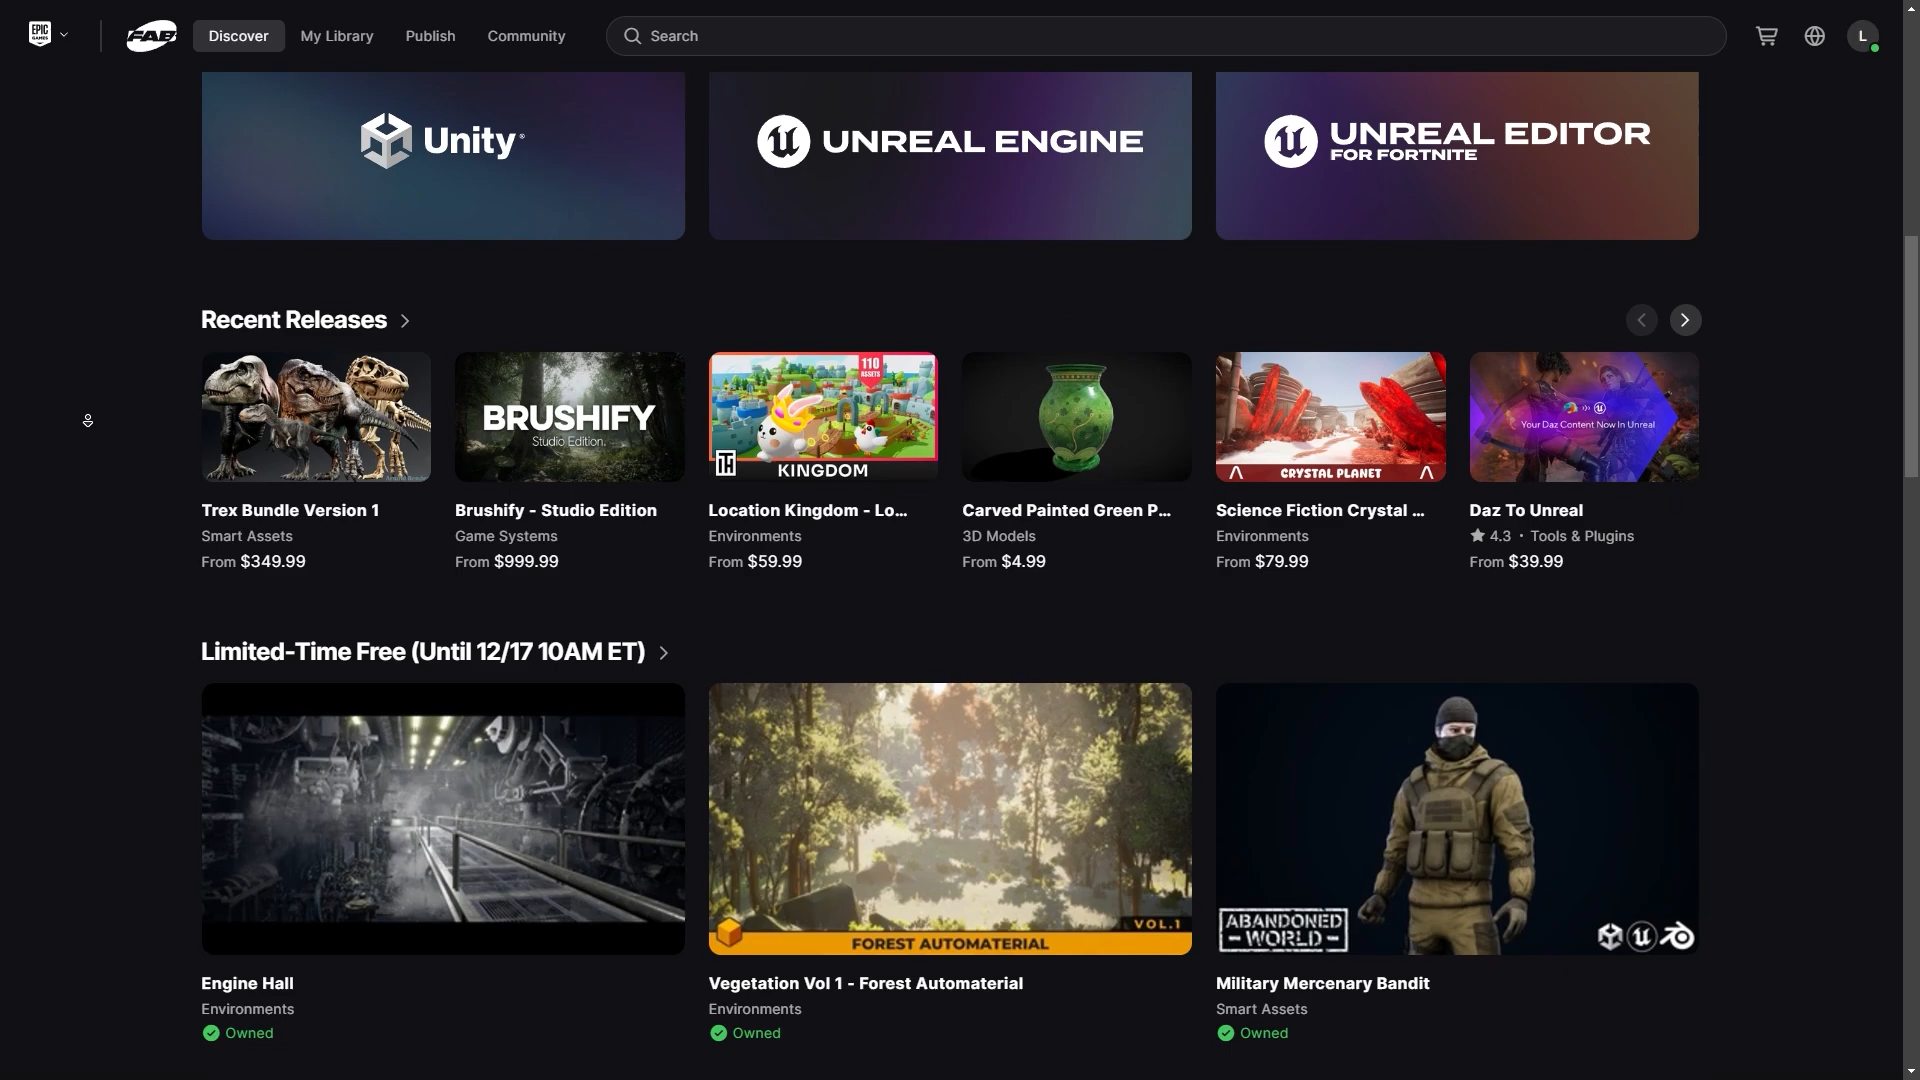 EPIC GAMES
FAB
Discover
My Library
Publish
Community
Search
L
Unity®
UNREAL ENGINE
UNREAL EDITOR
FOR FORTNITE
Recent Releases
BRUSHIFY
Studio Edition.
110
ASSETS
KINGDOM
CRYSTAL PLANET
Your Daz Content Now In Unreal
Trex Bundle Version 1
Smart Assets
From $349.99
Brushify - Studio Edition
Game Systems
From $999.99
Location Kingdom - Lo...
Environments
From $59.99
Carved Painted Green P...
3D Models
From $4.99
Science Fiction Crystal ...
Environments
From $79.99
Daz To Unreal
4.3 • Tools & Plugins
From $39.99
Limited-Time Free (Until 12/17 10AM ET)
VOL.1
FOREST AUTOMATERIAL
ABANDONED
- WORLD -
Engine Hall
Environments
Owned
Vegetation Vol 1 - Forest Automaterial
Environments
Owned
Military Mercenary Bandit
Smart Assets
Owned